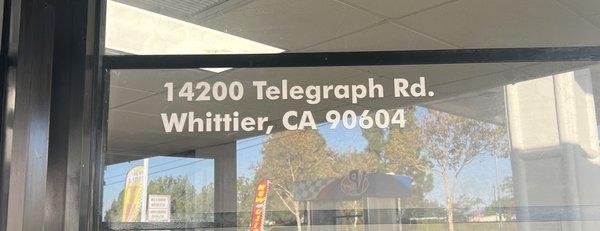 14200 Telegraph Rd.
Whittier, CA 90604